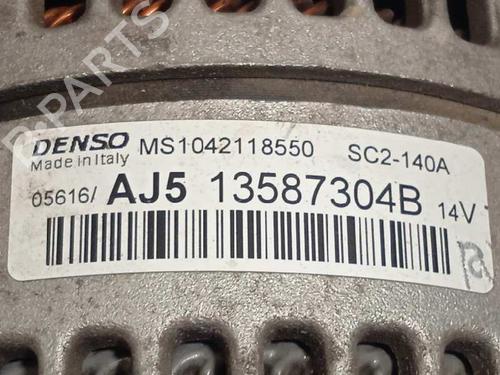 B-PARTS
DENSO MS1042118550 SC2-140A
Made in Italy
05616/ AJ5 13587304B 14V